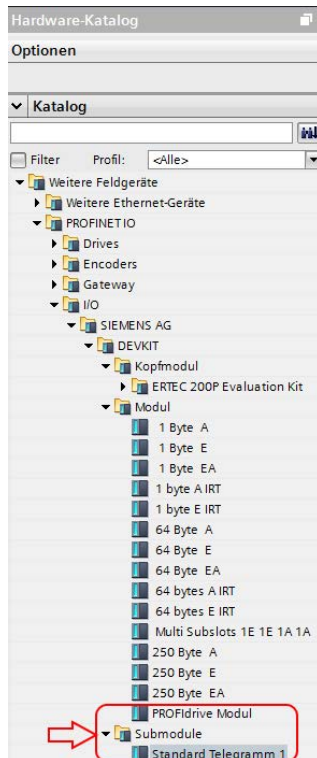 Hardware-Katalog
Optionen
Katalog
Filter Profil: <Alle>
Weitere Feldgeräte
Weitere Ethernet-Geräte
PROFINET IO
Drives
Encoders
Gateway
I/O
SIEMENS AG
DEVKIT
Kopfmodul
ERTEC 200P Evaluation Kit
Modul
1 Byte A
1 Byte E
1 Byte EA
1 byte A IRT
1 byte E IRT
64 Byte A
64 Byte E
64 Byte EA
64 bytes A IRT
64 bytes E IRT
Multi Subslots 1E 1E 1A 1A
250 Byte A
250 Byte E
250 Byte EA
PROFIdrive Modul
Submodule
Standard Telegramm 1